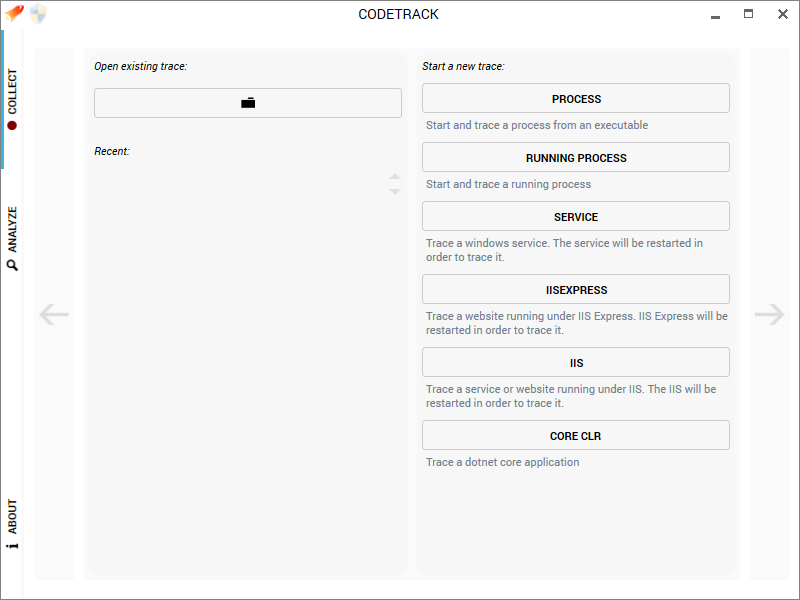 CODETRACK
COLLECT
ANALYZE
ABOUT
Open existing trace:
Recent:
Start a new trace:
PROCESS
Start and trace a process from an executable
RUNNING PROCESS
Start and trace a running process
SERVICE
Trace a windows service. The service will be restarted in
order to trace it.
IISEXPRESS
Trace a website running under IIS Express. IIS Express will be
restarted in order to trace it.
IIS
Trace a service or website running under IIS. The IIS will be
restarted in order to trace it.
CORE CLR
Trace a dotnet core application